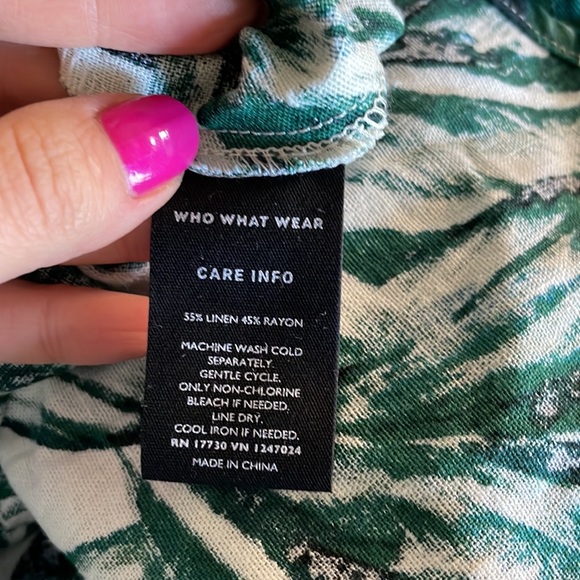 WHO WHAT WEAR
CARE INFO
55% LINEN 45% RAYON
MACHINE WASH COLD
SEPARATELY.
GENTLE CYCLE.
ONLY NON-CHLORINE
BLEACH IF NEEDED.
LINE DRY.
COOL IRON IF NEEDED.
RN 17730 VN 1247024
MADE IN CHINA